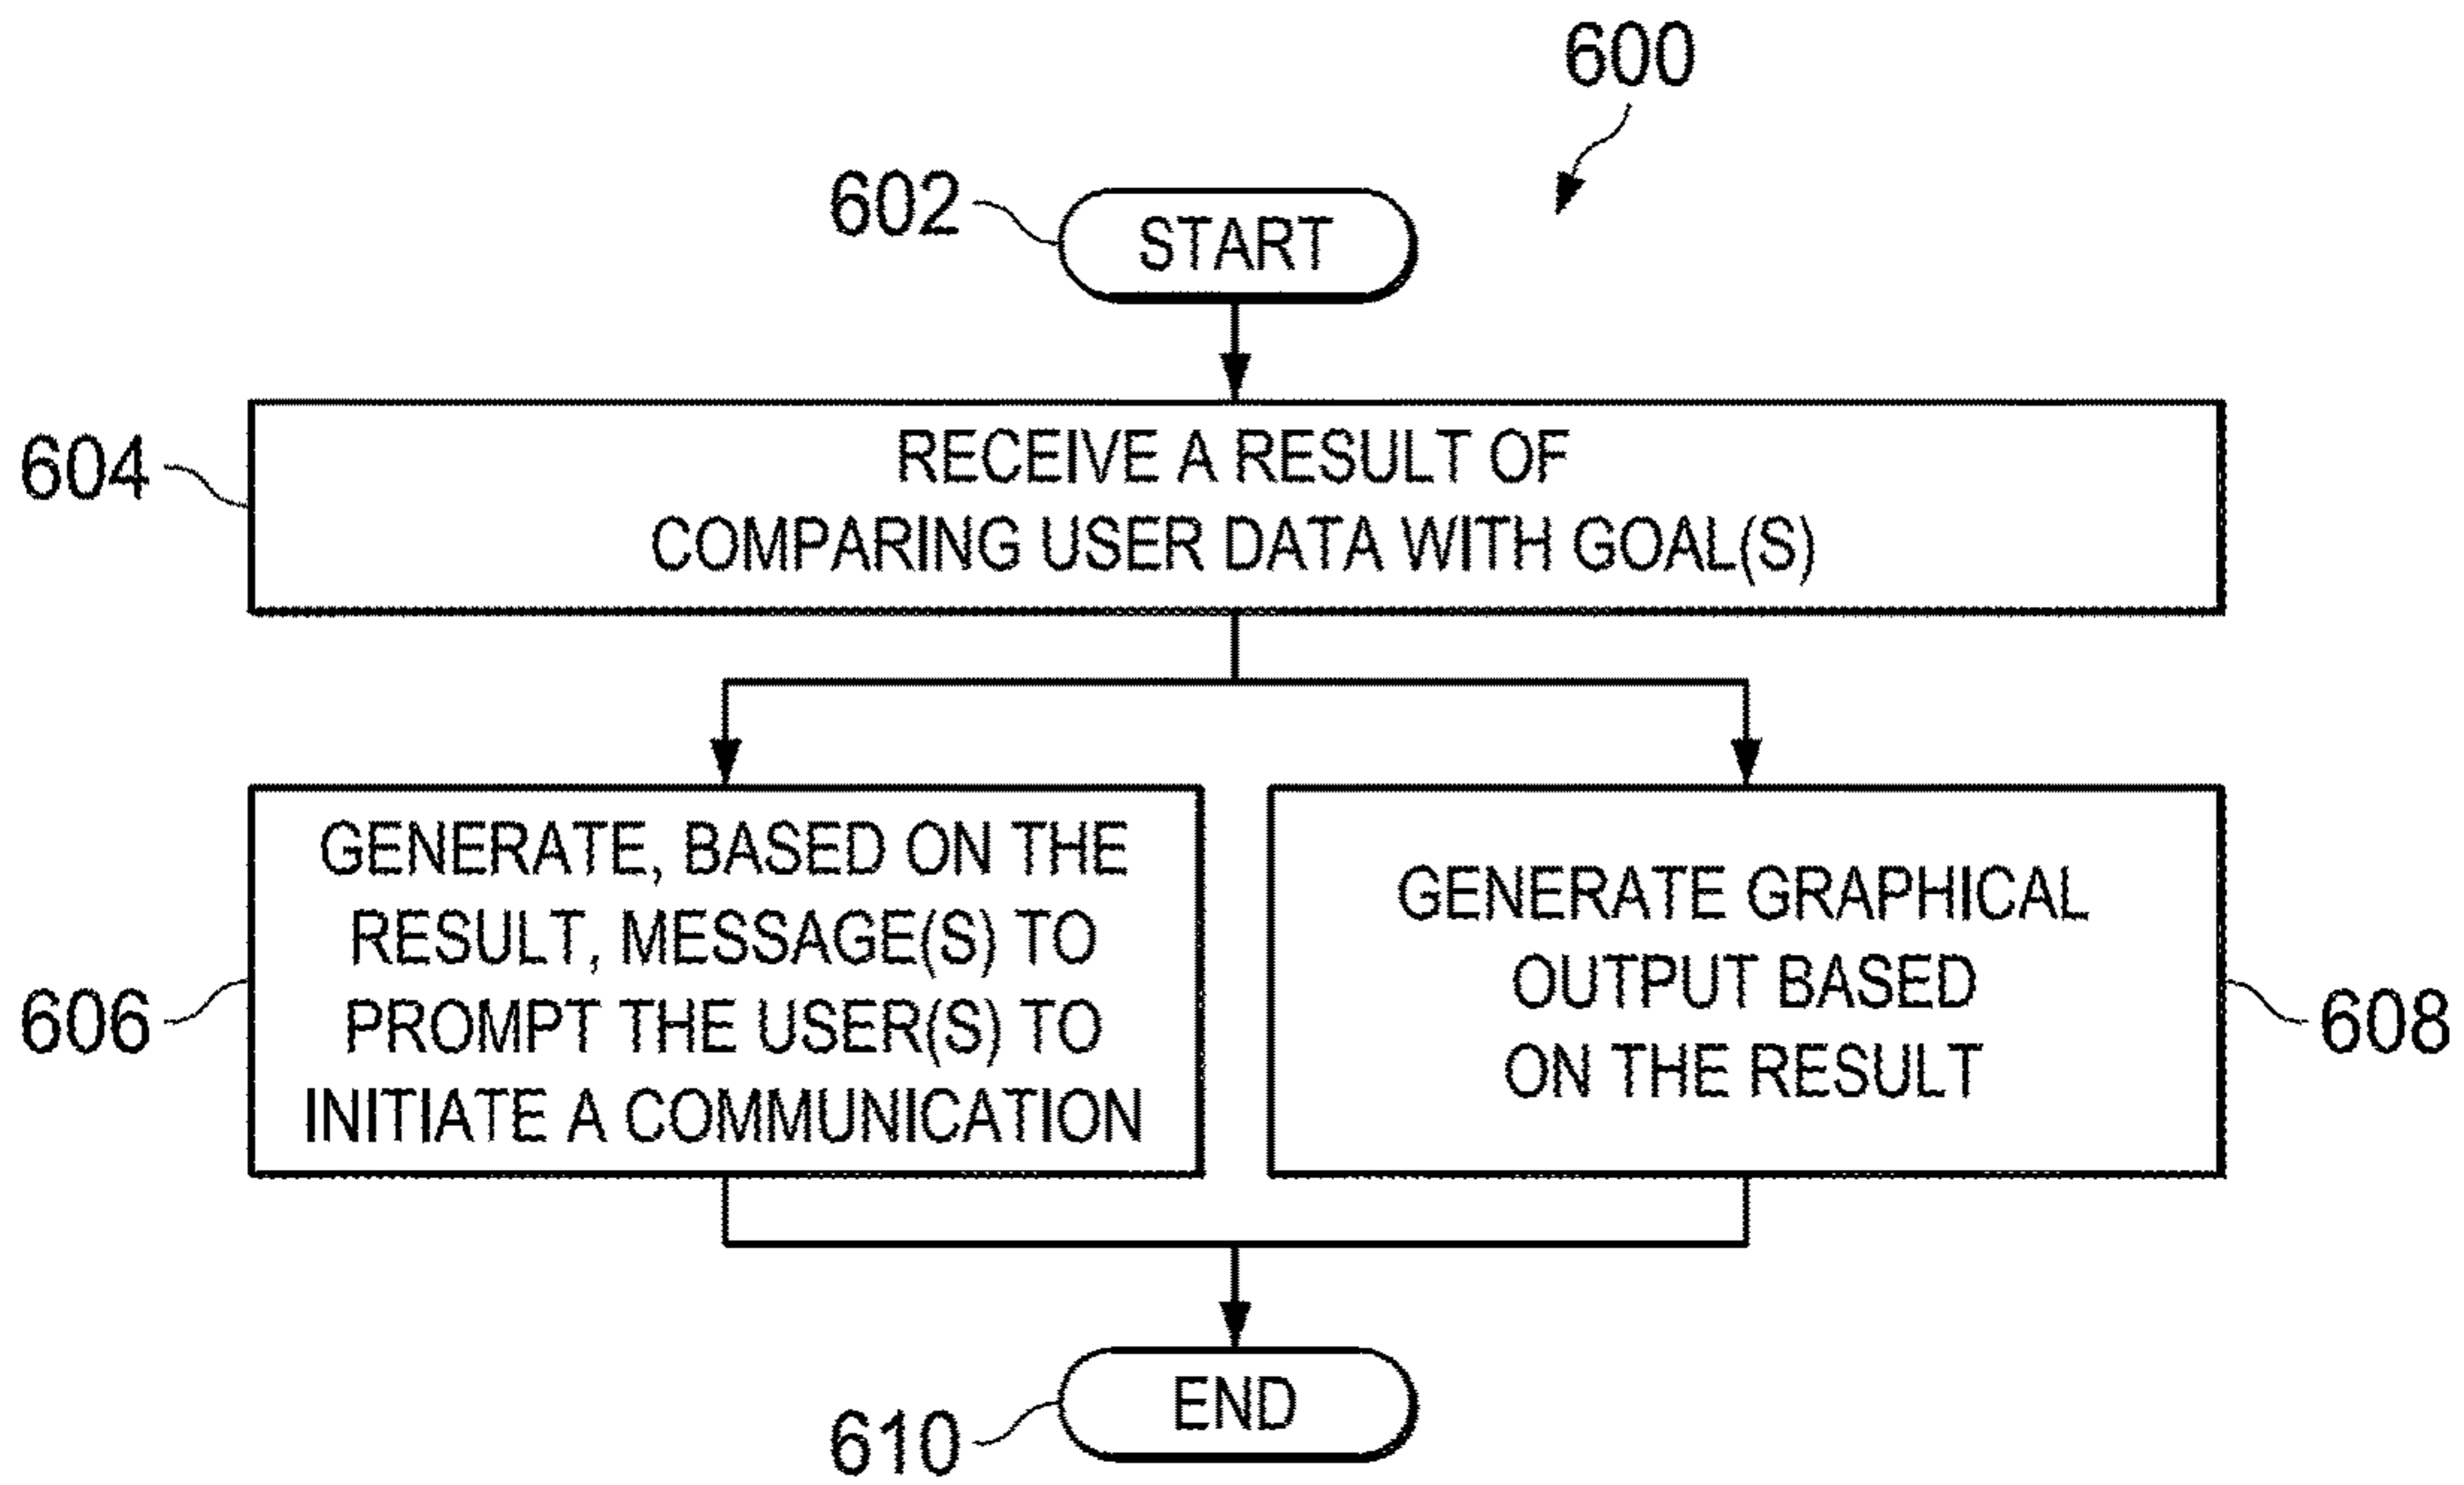 600
602
START
604
RECEIVE A RESULT OF
COMPARING USER DATA WITH GOAL(S)
606
GENERATE, BASED ON THE
RESULT, MESSAGE(S) TO
PROMPT THE USER(S) TO
INITIATE A COMMUNICATION
GENERATE GRAPHICAL
OUTPUT BASED
ON THE RESULT
608
610
END